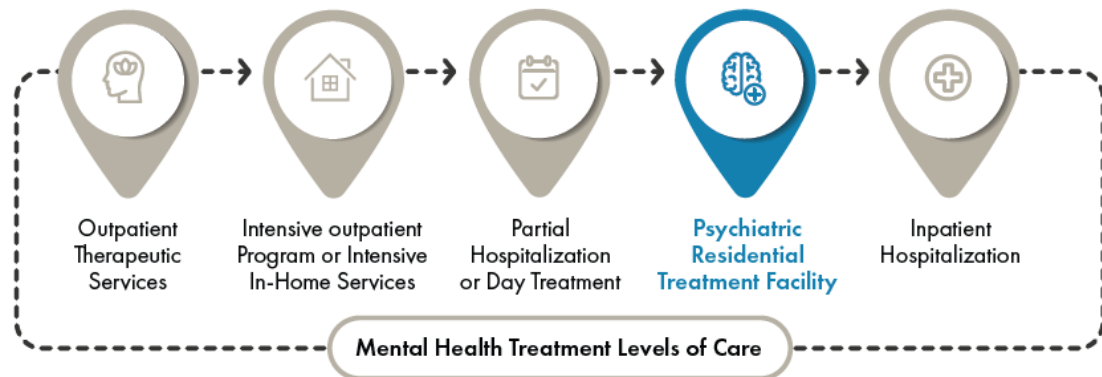 Outpatient
Therapeutic
Services
Intensive outpatient
Program or Intensive
In-Home Services
Partial
Hospitalization
or Day Treatment
Psychiatric
Residential
Treatment Facility
Inpatient
Hospitalization
Mental Health Treatment Levels of Care